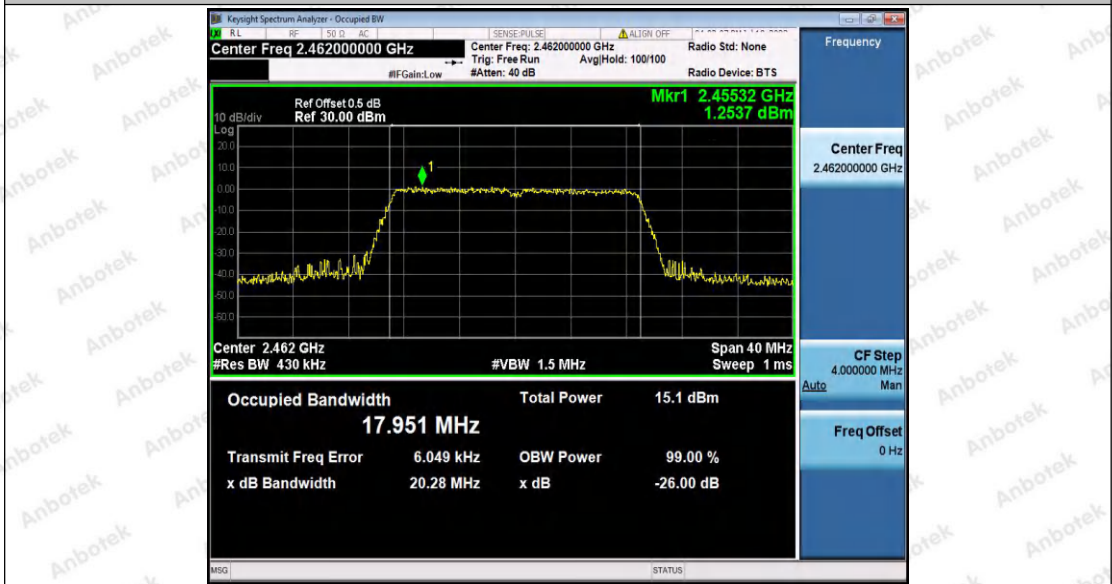 Keysight Spectrum Analyzer - Occupied BW
RL RF 50 Ω AC SENSE:PULSE ALIGN OFF
Center Freq 2.462000000 GHz
Center Freq: 2.462000000 GHz Radio Std: None
Trig: Free Run Avg|Hold: 100/100
#IFGain:Low #Atten: 40 dB Radio Device: BTS
Ref Offset 0.5 dB Mkr1 2.45532 GHz
10 dB/div Ref 30.00 dBm 1.2537 dBm
Log
20.0
10.0
1
0.00
-10.0
-20.0
-30.0
-40.0
-50.0
-60.0
Center 2.462 GHz Span 40 MHz
#Res BW 430 kHz #VBW 1.5 MHz Sweep 1 ms
Occupied Bandwidth Total Power 15.1 dBm
17.951 MHz
Transmit Freq Error 6.049 kHz OBW Power 99.00 %
x dB Bandwidth 20.28 MHz x dB -26.00 dB
MSG STATUS
Frequency
Center Freq
2.462000000 GHz
CF Step
4.000000 MHz
Auto Man
Freq Offset
0 Hz
Anbotek